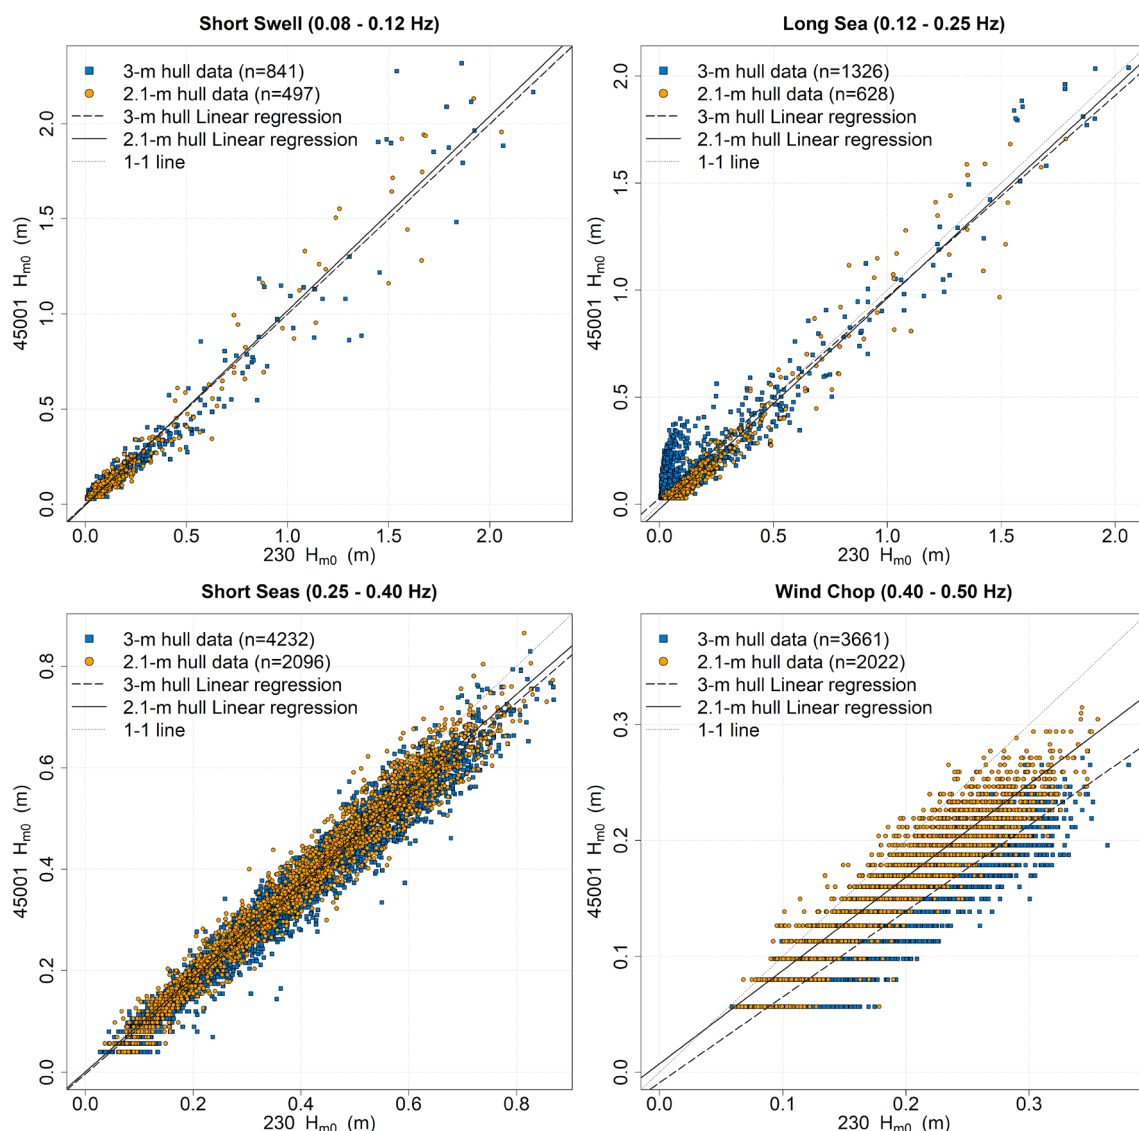 Short Swell (0.08 - 0.12 Hz)
3-m hull data (n=841)
2.1-m hull data (n=497)
3-m hull Linear regression
2.1-m hull Linear regression
1-1 line
45001 Hm0 (m)
0.0 0.5 1.0 1.5 2.0
0.0 0.5 1.0 1.5 2.0
230 Hm0 (m)
Long Sea (0.12 - 0.25 Hz)
3-m hull data (n=1326)
2.1-m hull data (n=628)
3-m hull Linear regression
2.1-m hull Linear regression
1-1 line
45001 Hm0 (m)
0.0 0.5 1.0 1.5 2.0
0.0 0.5 1.0 1.5 2.0
230 Hm0 (m)
Short Seas (0.25 - 0.40 Hz)
3-m hull data (n=4232)
2.1-m hull data (n=2096)
3-m hull Linear regression
2.1-m hull Linear regression
1-1 line
45001 Hm0 (m)
0.0 0.2 0.4 0.6 0.8
0.0 0.2 0.4 0.6 0.8
230 Hm0 (m)
Wind Chop (0.40 - 0.50 Hz)
3-m hull data (n=3661)
2.1-m hull data (n=2022)
3-m hull Linear regression
2.1-m hull Linear regression
1-1 line
45001 Hm0 (m)
0.0 0.1 0.2 0.3
0.0 0.1 0.2 0.3
230 Hm0 (m)